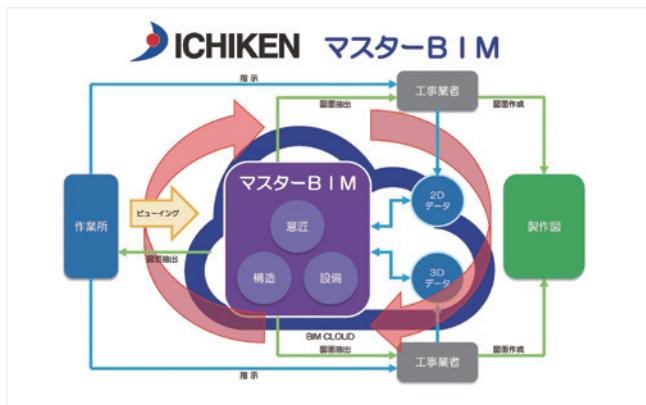 ICHIKEN マスターBIM
指示
図面抽出
工事業者
図面作成
マスターBIM
2D
データ
作業所
ビューイング
意匠
製作図
図面抽出
構造
設備
3D
データ
BIM CLOUD
図面抽出
工事業者
図面作成
指示